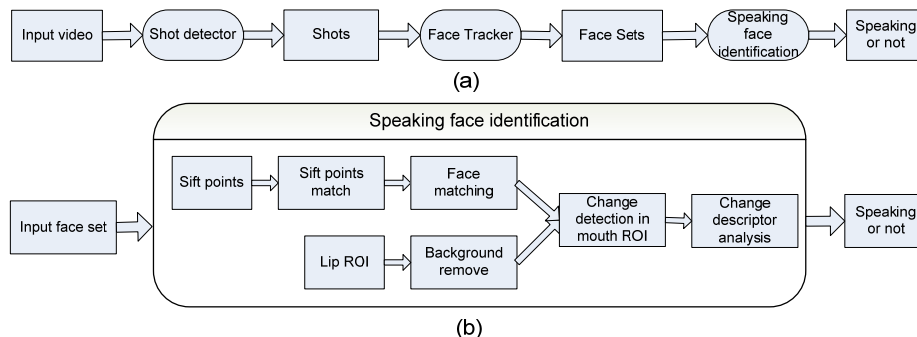 Input video
Shot detector
Shots
Face Tracker
Face Sets
Speaking
face
identification
Speaking
or not
(a)
Speaking face identification
Sift points
Sift points
match
Face
matching
Lip ROI
Background
remove
Change
detection in
mouth ROI
Change
descriptor
analysis
Input face set
Speaking
or not
(b)